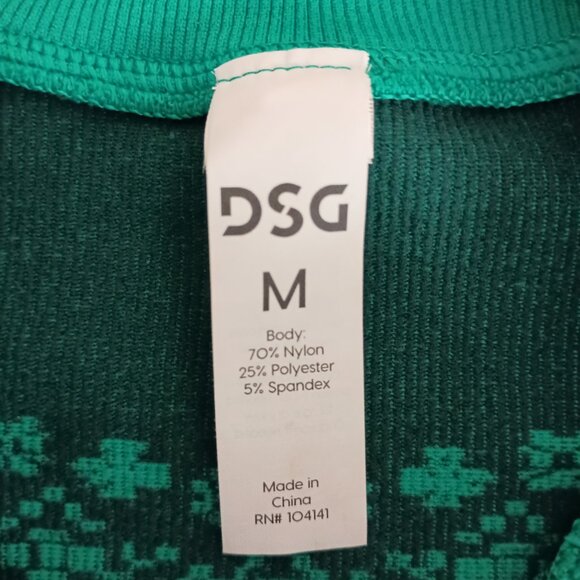 DSG
M
Body:
70% Nylon
25% Polyester
5% Spandex
Made in
China
RN# 104141